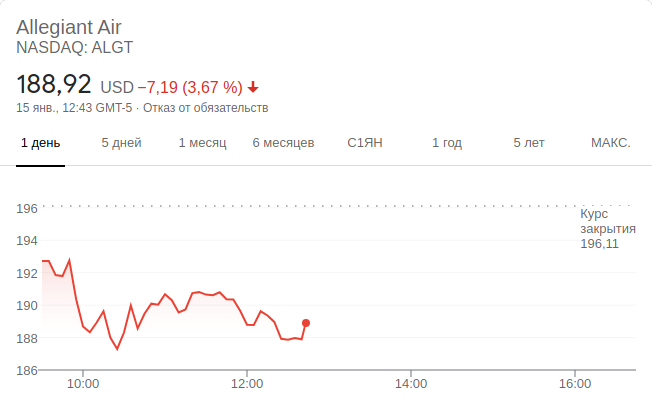 Allegiant Air
NASDAQ: ALGT
188,92 USD −7,19 (3,67 %)
15 янв., 12:43 GMT-5 · Отказ от обязательств
1 день 5 дней 1 месяц 6 месяцев С1ЯН 1 год 5 лет МАКС.
196
Курс
закрытия
196,11
194
192
190
188
186
10:00 12:00 14:00 16:00